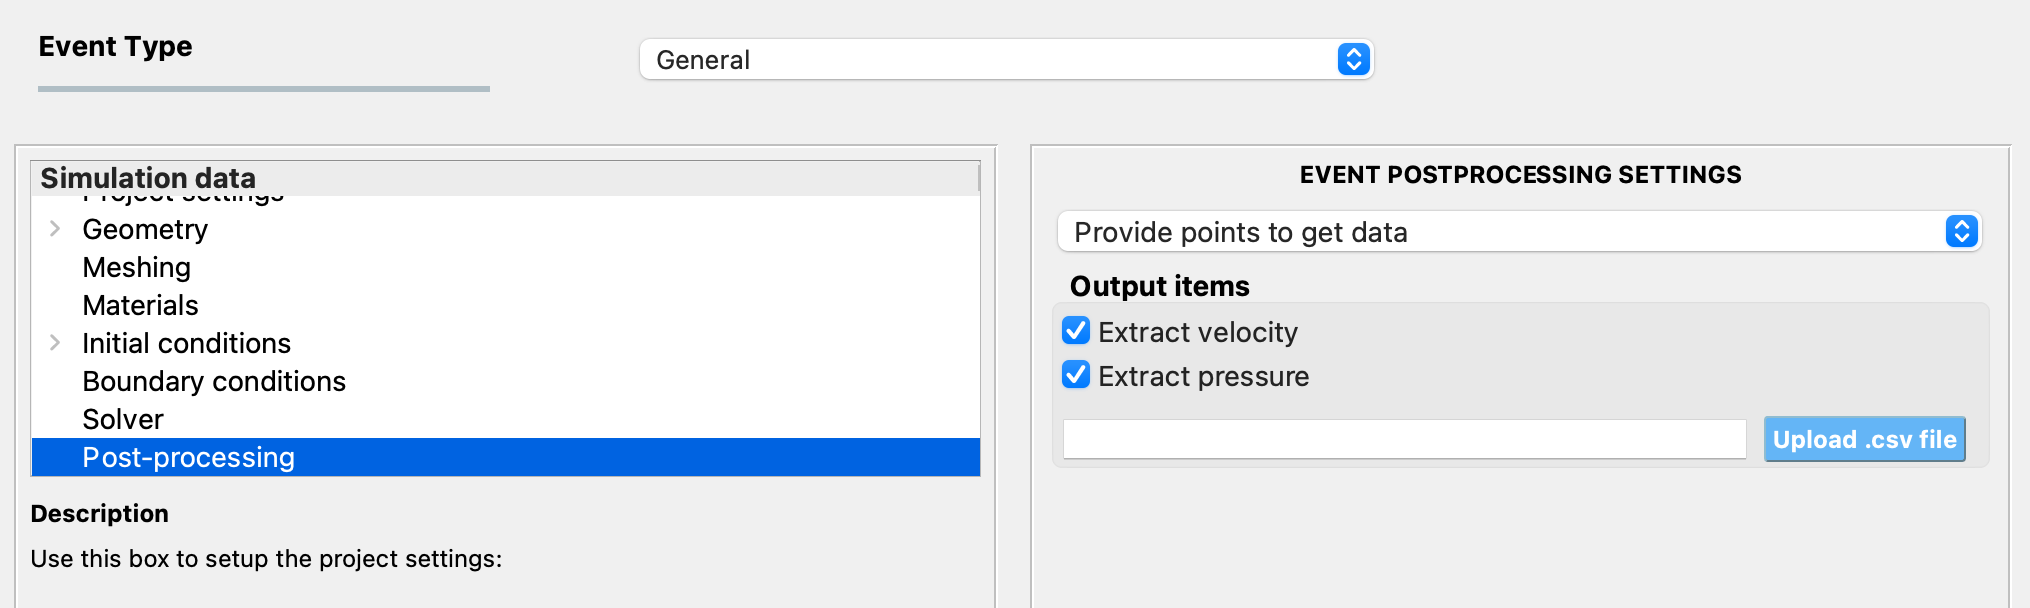 Event Type
General
Simulation data
Project settings
Geometry
Meshing
Materials
Initial conditions
Boundary conditions
Solver
Post-processing
Description
Use this box to setup the project settings:
EVENT POSTPROCESSING SETTINGS
Provide points to get data
Output items
Extract velocity
Extract pressure
Upload .csv file